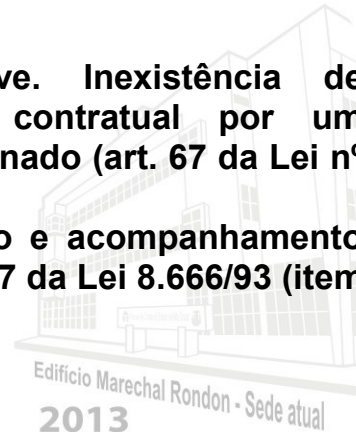 ve. Inexistência de
contratual por um
nado (art. 67 da Lei nº
o e acompanhamento
7 da Lei 8.666/93 (item
Edifício Marechal Rondon - Sede atual
2013